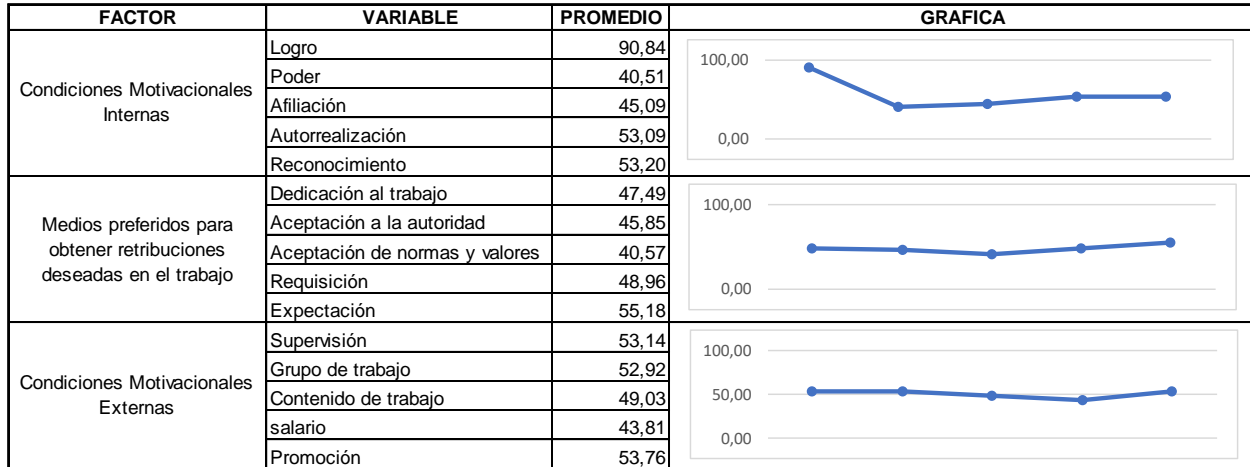 FACTOR VARIABLE PROMEDIO GRAFICA
Condiciones Motivacionales
Internas
Logro 90,84
Poder 40,51
Afiliación 45,09
Autorrealización 53,09
Reconocimiento 53,20
100,00
0,00
Medios preferidos para
obtener retribuciones
deseadas en el trabajo
Dedicación al trabajo 47,49
Aceptación a la autoridad 45,85
Aceptación de normas y valores 40,57
Requisición 48,96
Expectación 55,18
100,00
0,00
Condiciones Motivacionales
Externas
Supervisión 53,14
Grupo de trabajo 52,92
Contenido de trabajo 49,03
salario 43,81
Promoción 53,76
100,00
50,00
0,00